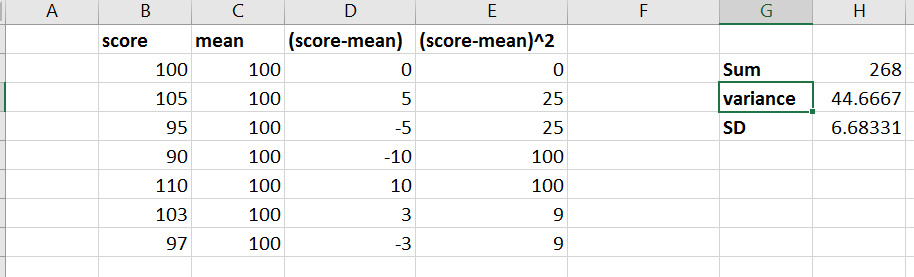 A B C D E F G H
score mean (score-mean) (score-mean)^2
100 100 0 0 Sum 268
105 100 5 25 variance 44.6667
95 100 -5 25 SD 6.68331
90 100 -10 100
110 100 10 100
103 100 3 9
97 100 -3 9